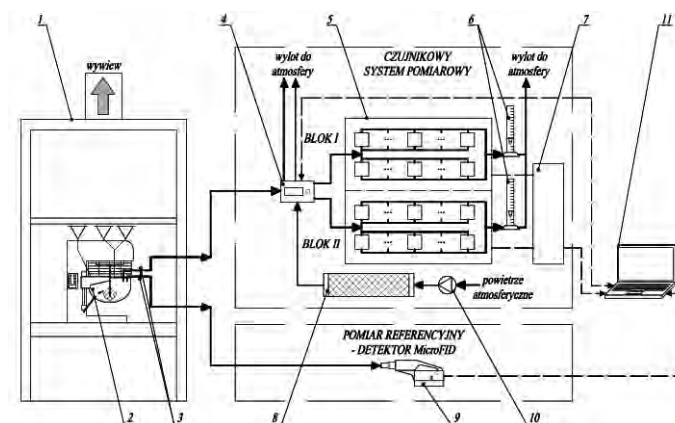 1
4
5
6
7
11
wywiew
wylot do
atmosfery
CZUJNIKOWY
SYSTEM POMIAROWY
wylot do
atmosfery
BLOK I
BLOK II
powietrze
atmosferyczne
POMIAR REFERENCYJNY
- DETEKTOR MicroFID
2
3
8
9
10